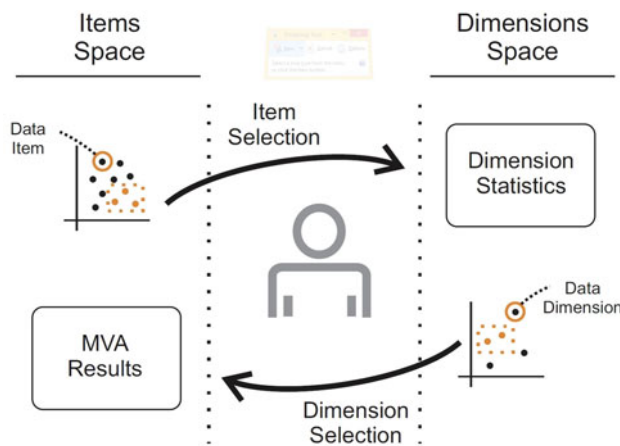 Items
Space
Dimensions
Space
Data
Item
Item
Selection
Dimension
Statistics
MVA
Results
Data
Dimension
Dimension
Selection